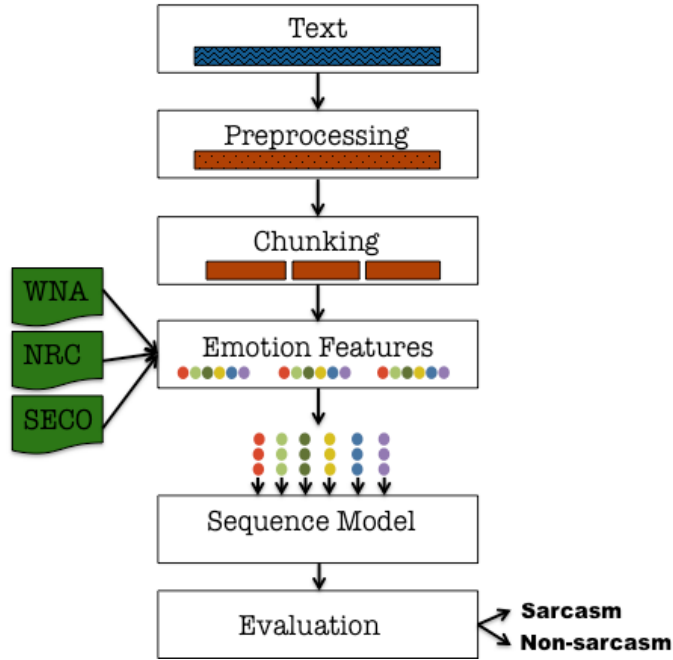 Text
Preprocessing
Chunking
WNA
NRC
SECO
Emotion Features
Sequence Model
Evaluation
Sarcasm
Non-sarcasm